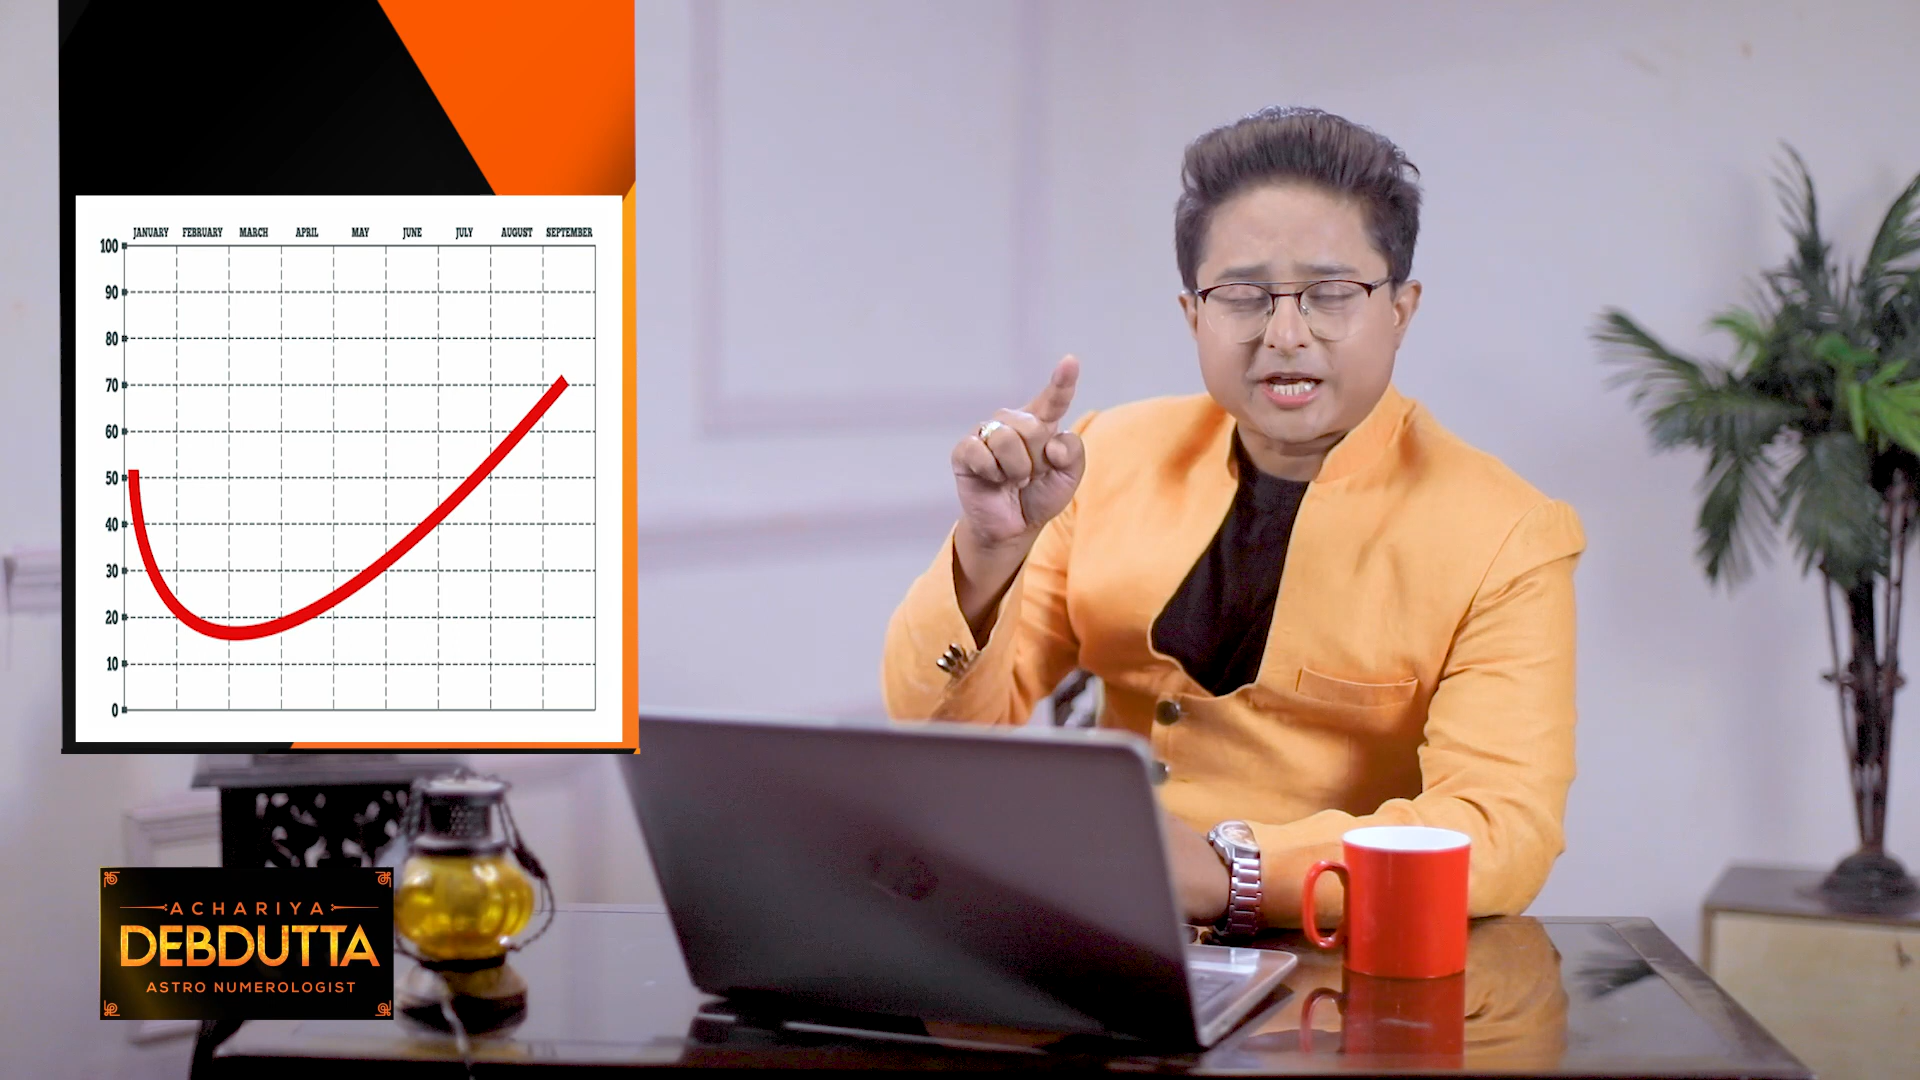 JANUARY FEBRUARY MARCH APRIL MAY JUNE JULY AUGUST SEPTEMBER
100
90
80
70
60
50
40
30
20
10
0
ACHARIYA
DEBDUTTA
ASTRO NUMEROLOGIST